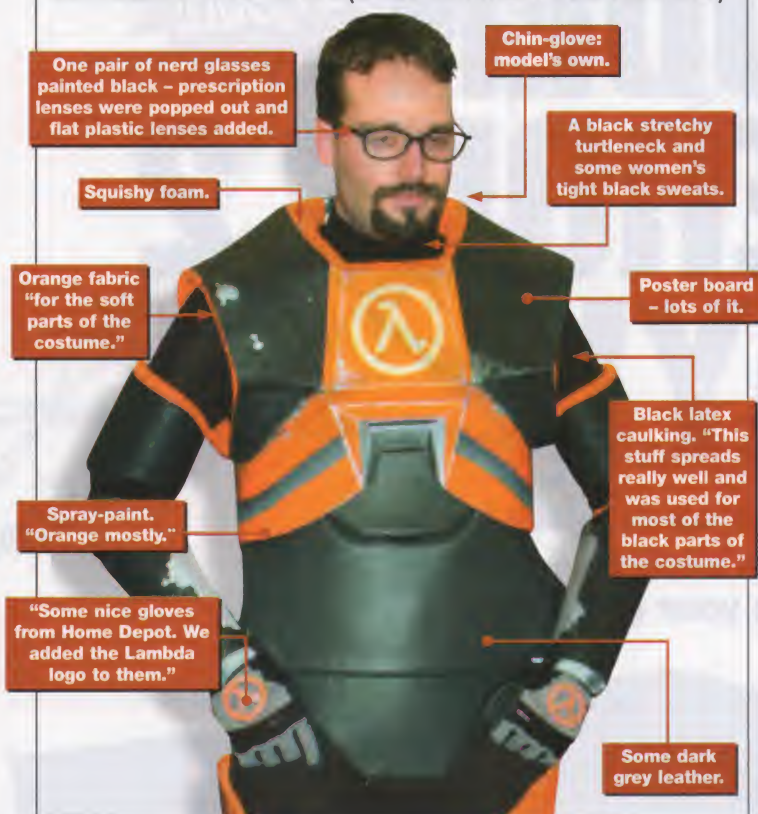 One pair of nerd glasses
painted black – prescription
lenses were popped out and
flat plastic lenses added.
Chin-glove:
model's own.
A black stretchy
turtleneck and
some women's
tight black sweats.
Squishy foam.
Orange fabric
"for the soft
parts of the
costume."
Poster board
– lots of it.
Black latex
caulking. "This
stuff spreads
really well and
was used for
most of the
black parts of
the costume."
Spray-paint.
"Orange mostly."
"Some nice gloves
from Home Depot. We
added the Lambda
logo to them."
Some dark
grey leather.
λ